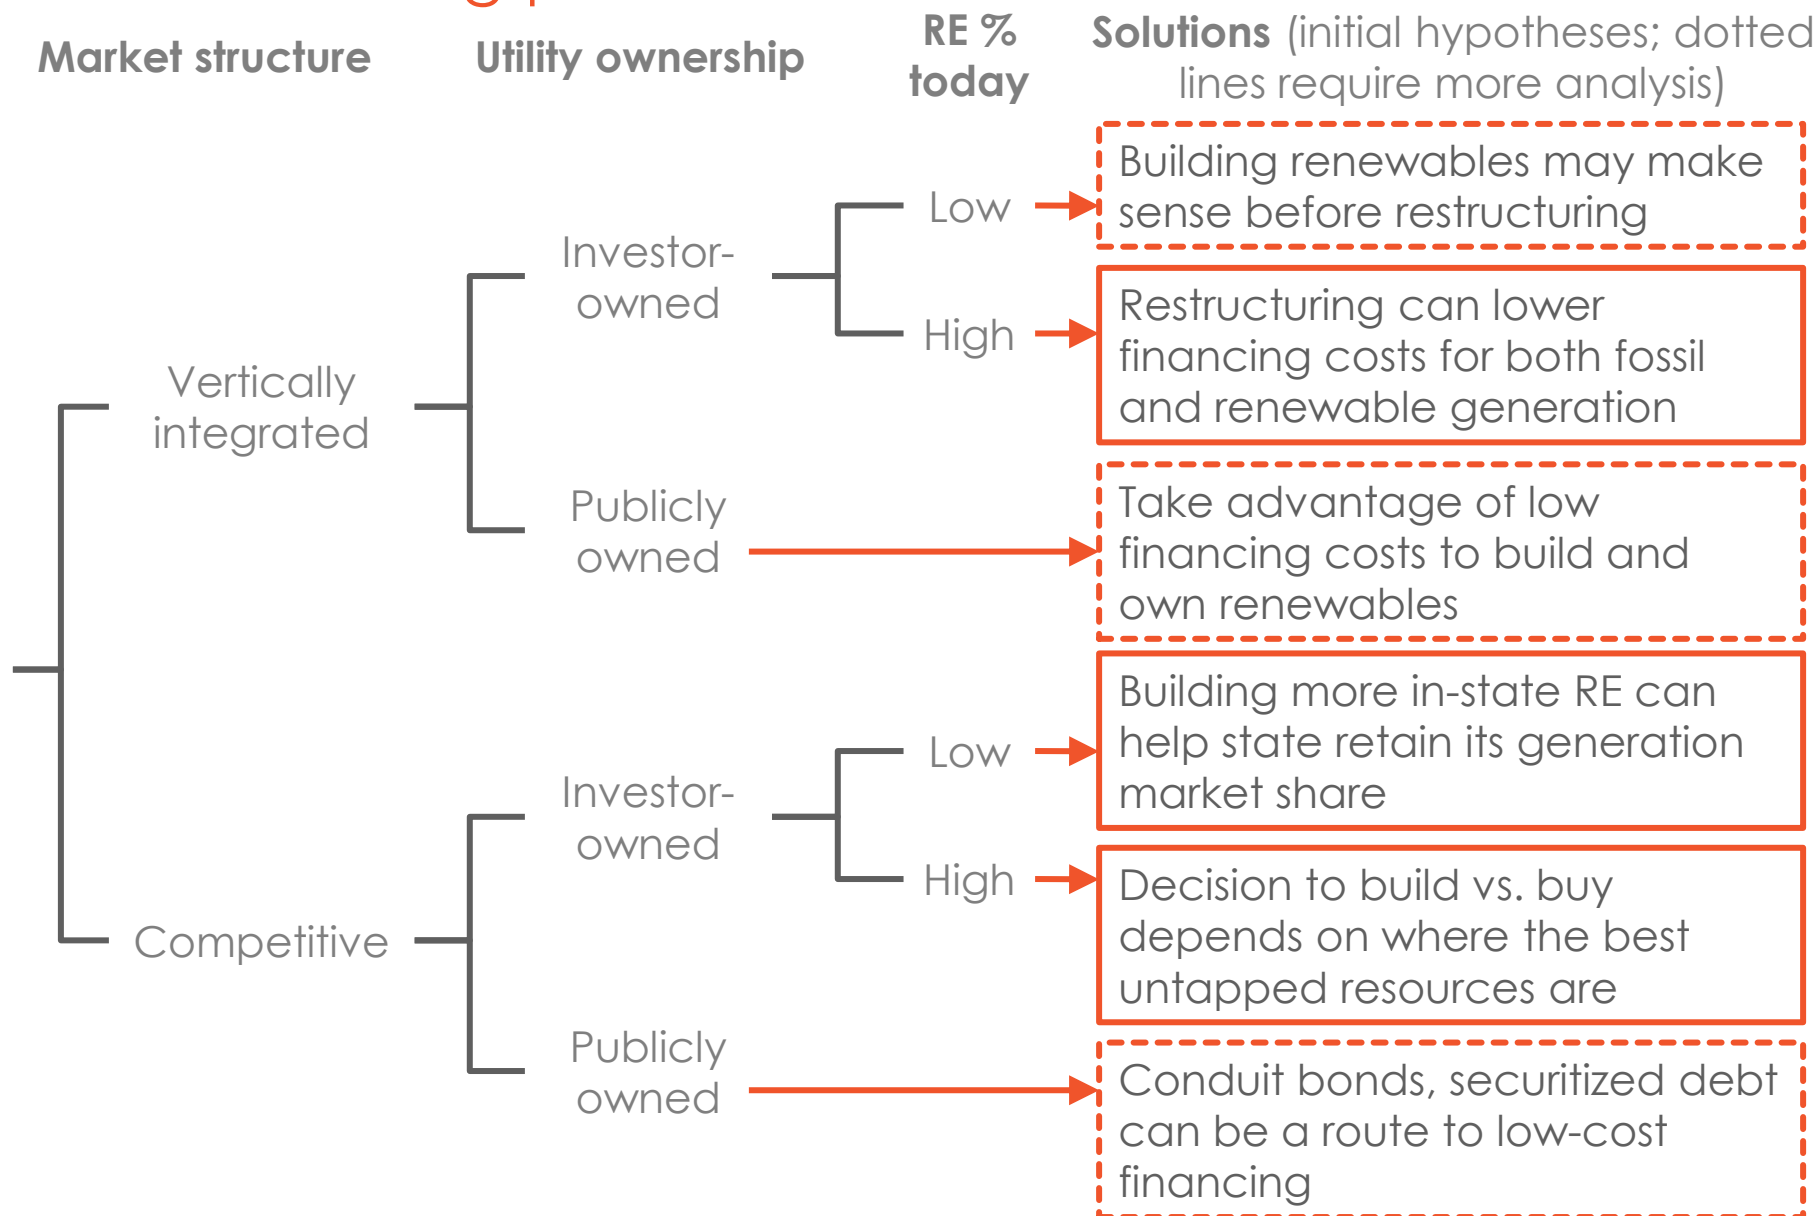 Market structure
Utility ownership
RE %
today
Solutions (initial hypotheses; dotted
lines require more analysis)
Vertically
integrated
Investor-
owned
Low
Building renewables may make
sense before restructuring
High
Restructuring can lower
financing costs for both fossil
and renewable generation
Publicly
owned
Take advantage of low
financing costs to build and
own renewables
Competitive
Investor-
owned
Low
Building more in-state RE can
help state retain its generation
market share
High
Decision to build vs. buy
depends on where the best
untapped resources are
Publicly
owned
Conduit bonds, securitized debt
can be a route to low-cost
financing